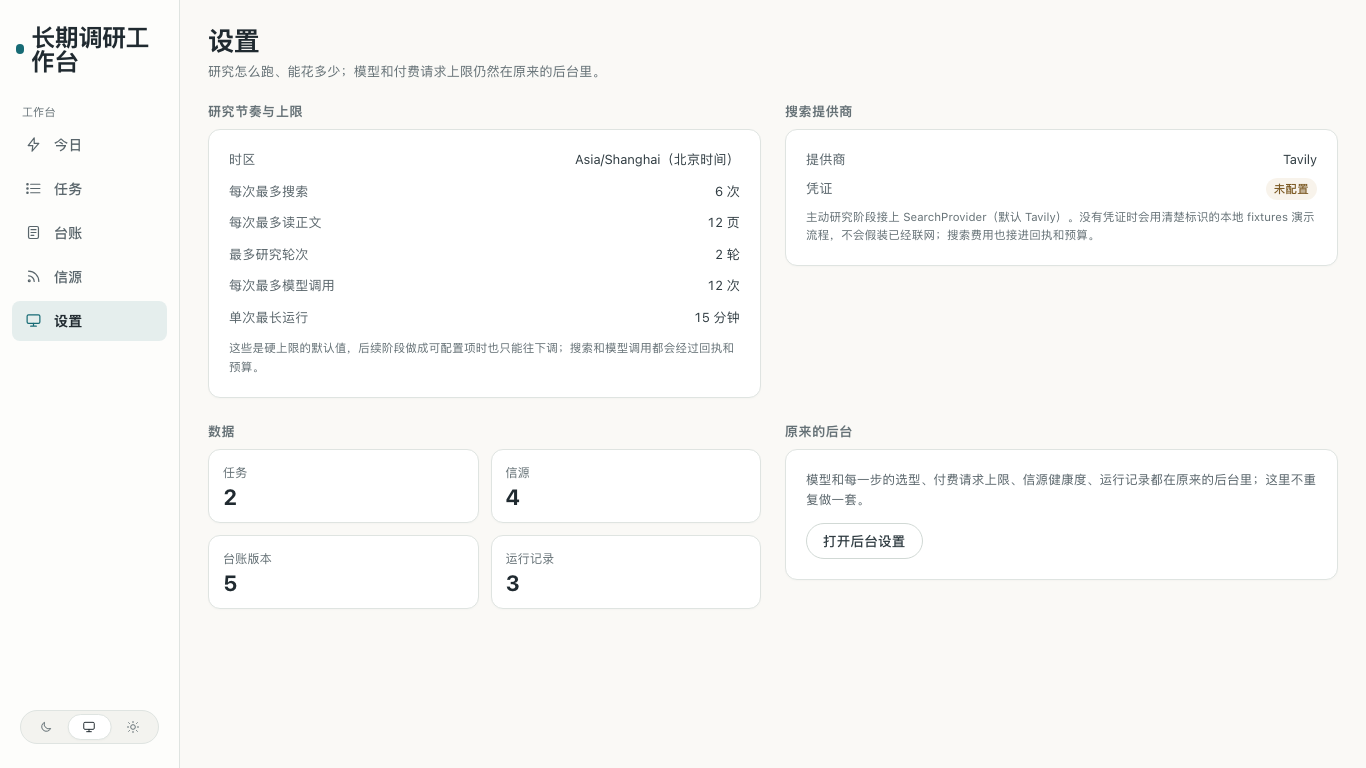 长期调研工
作台
工作台
今日
任务
台账
信源
设置
设置
研究怎么跑、能花多少；模型和付费请求上限仍然在原来的后台里。
研究节奏与上限
时区 Asia/Shanghai（北京时间）
每次最多搜索 6 次
每次最多读正文 12 页
最多研究轮次 2 轮
每次最多模型调用 12 次
单次最长运行 15 分钟
这些是硬上限的默认值，后续阶段做成可配置项时也只能往下调；搜索和模型调用都会经过回执和
预算。
搜索提供商
提供商 Tavily
凭证 未配置
主动研究阶段接上 SearchProvider（默认 Tavily）。没有凭证时会用清楚标识的本地 fixtures 演示
流程，不会假装已经联网；搜索费用也接进回执和预算。
数据
任务
2
信源
4
台账版本
5
运行记录
3
原来的后台
模型和每一步的选型、付费请求上限、信源健康度、运行记录都在原来的后台里；这里不重
复做一套。
打开后台设置